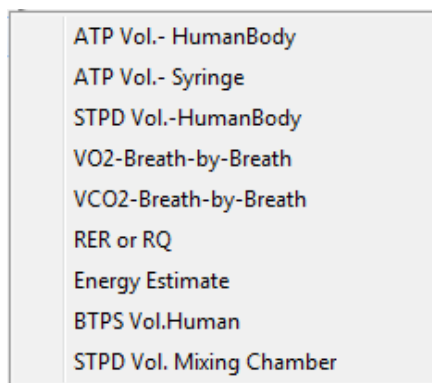 ATP Vol.- HumanBody
ATP Vol.- Syringe
STPD Vol.-HumanBody
VO2-Breath-by-Breath
VCO2-Breath-by-Breath
RER or RQ
Energy Estimate
BTPS Vol.Human
STPD Vol. Mixing Chamber